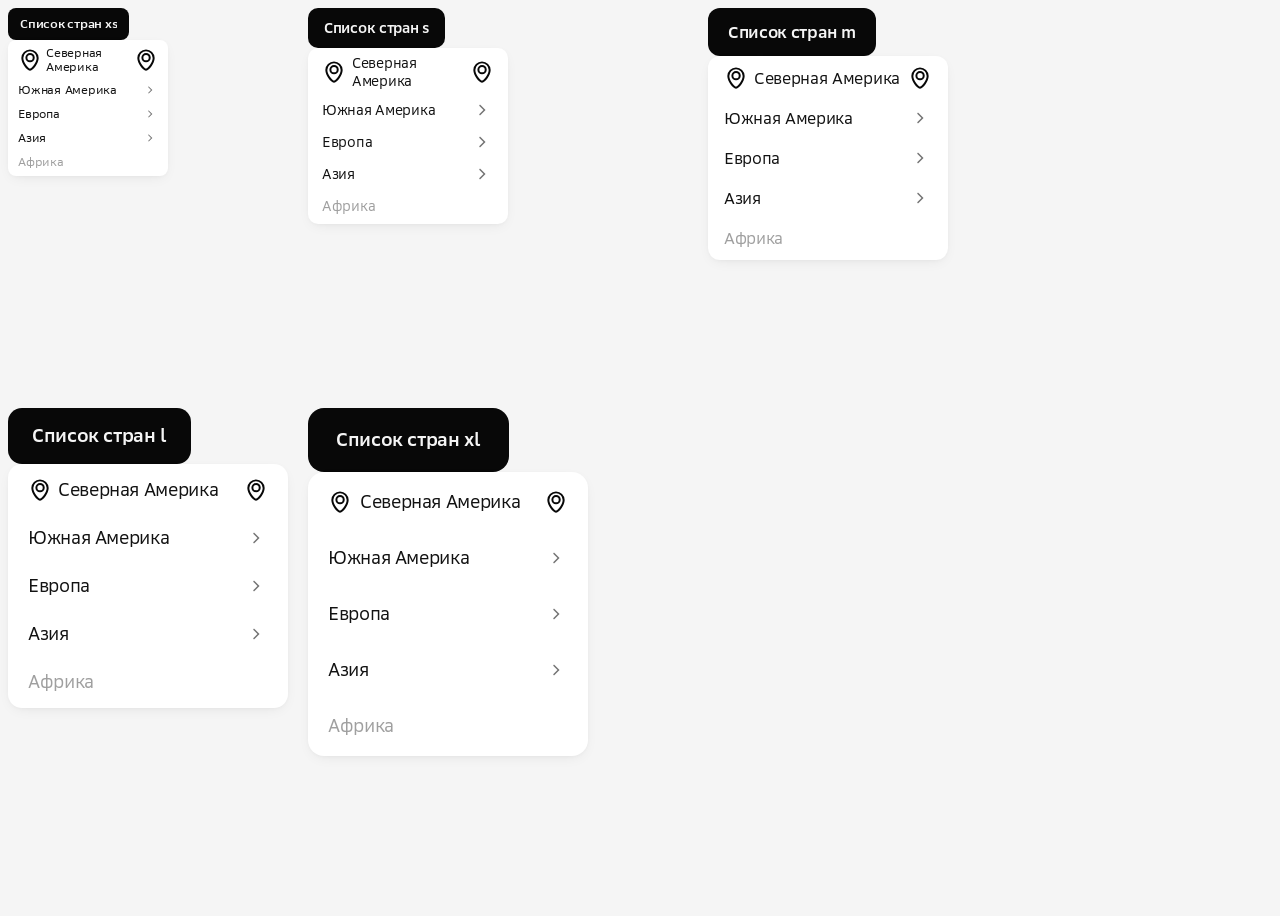 Список стран xs
Северная
Америка
Южная Америка
Европа
Азия
Африка
Список стран s
Северная
Америка
Южная Америка
Европа
Азия
Африка
Список стран m
Северная Америка
Южная Америка
Европа
Азия
Африка
Список стран l
Северная Америка
Южная Америка
Европа
Азия
Африка
Список стран xl
Северная Америка
Южная Америка
Европа
Азия
Африка